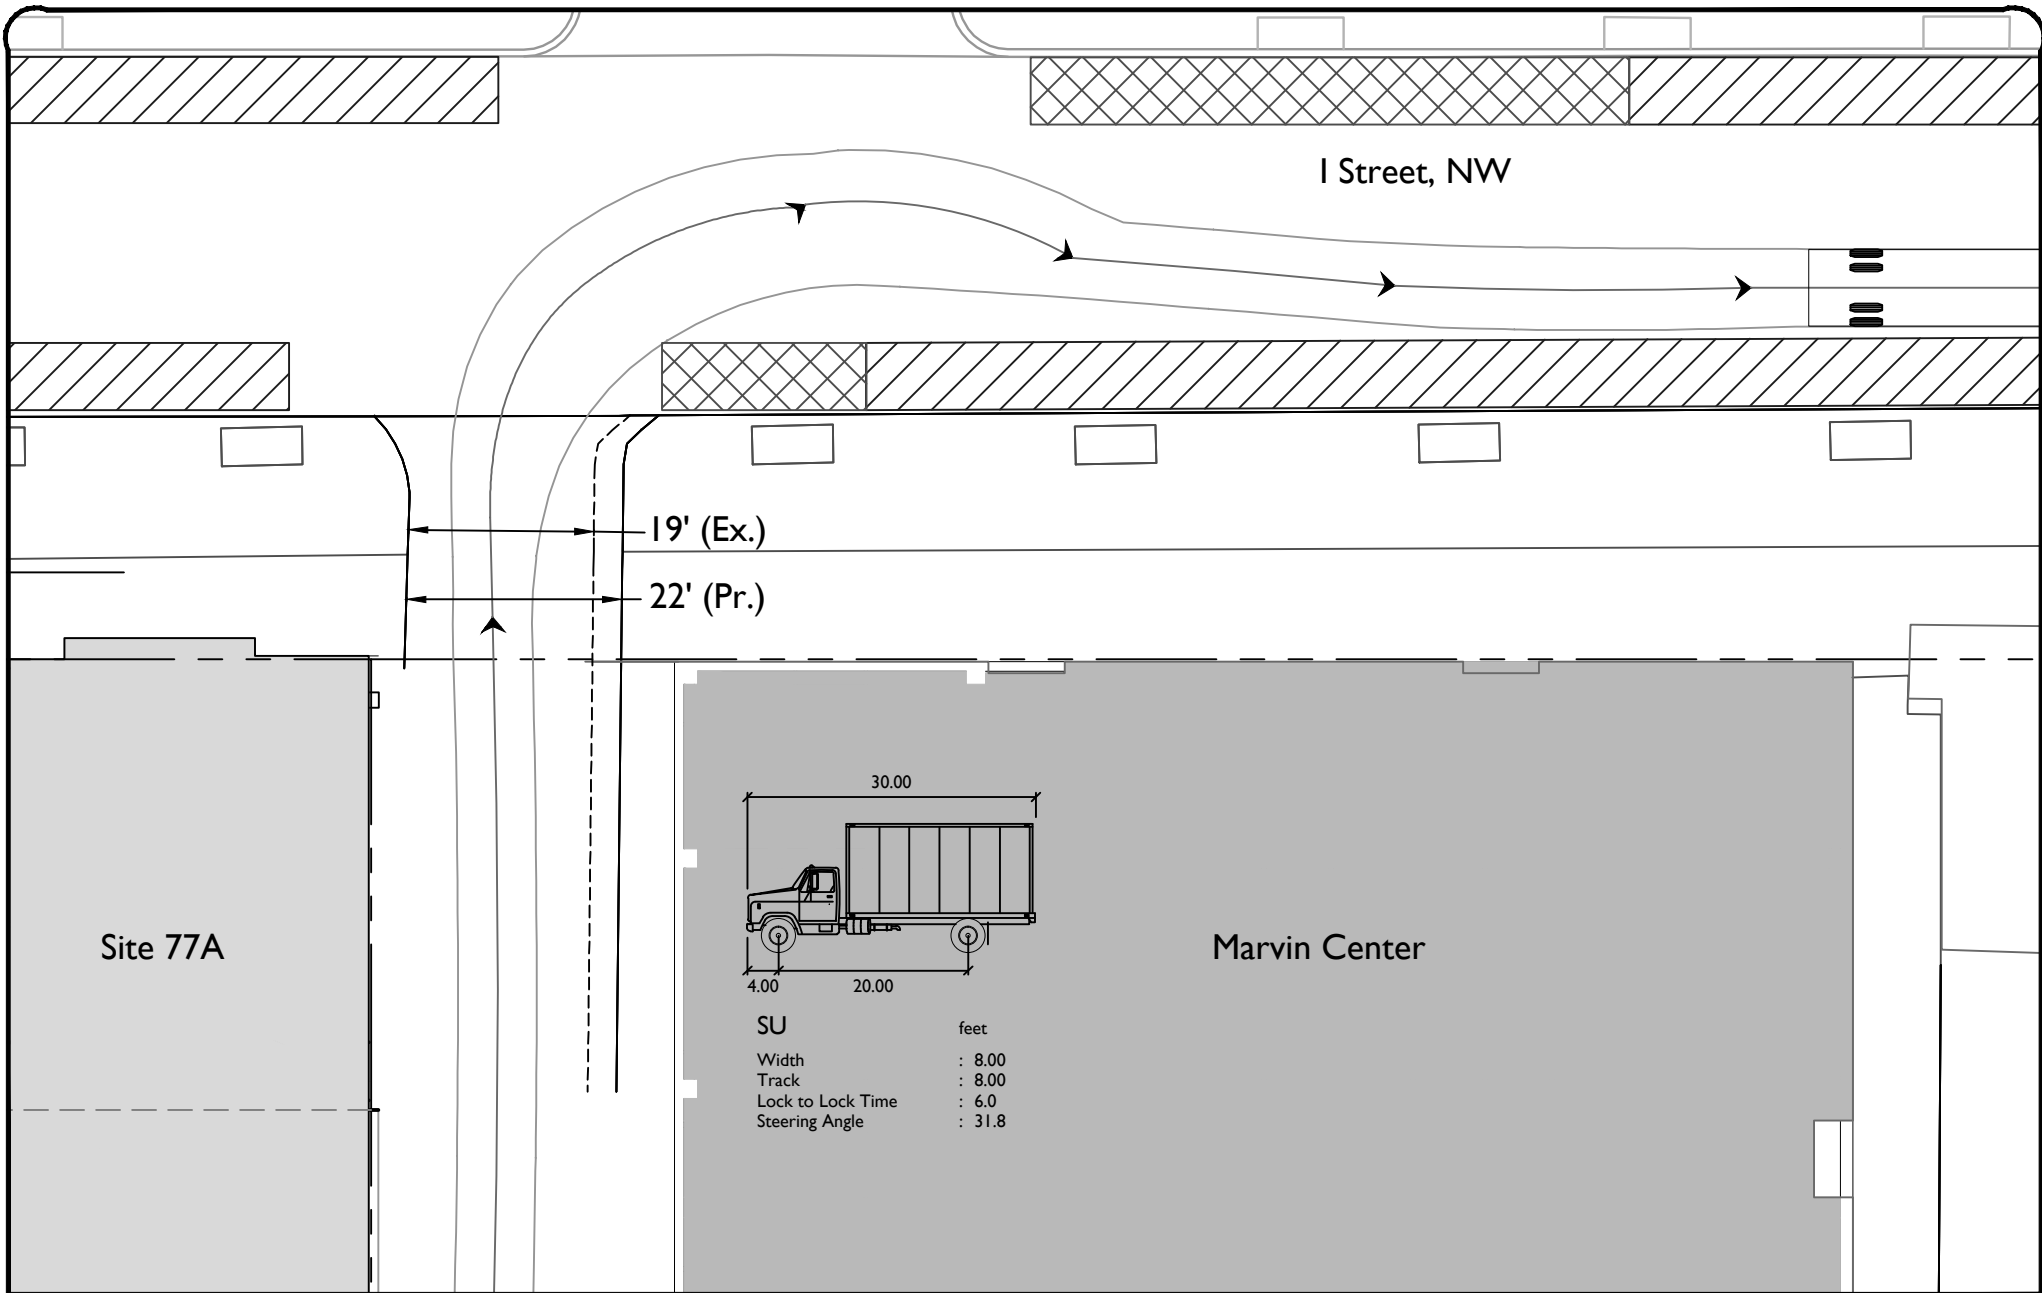 I Street, NW
19' (Ex.)
22' (Pr.)
30.00
Site 77A
Marvin Center
4.00 20.00
SU feet
Width : 8.00
Track : 8.00
Lock to Lock Time : 6.0
Steering Angle : 31.8